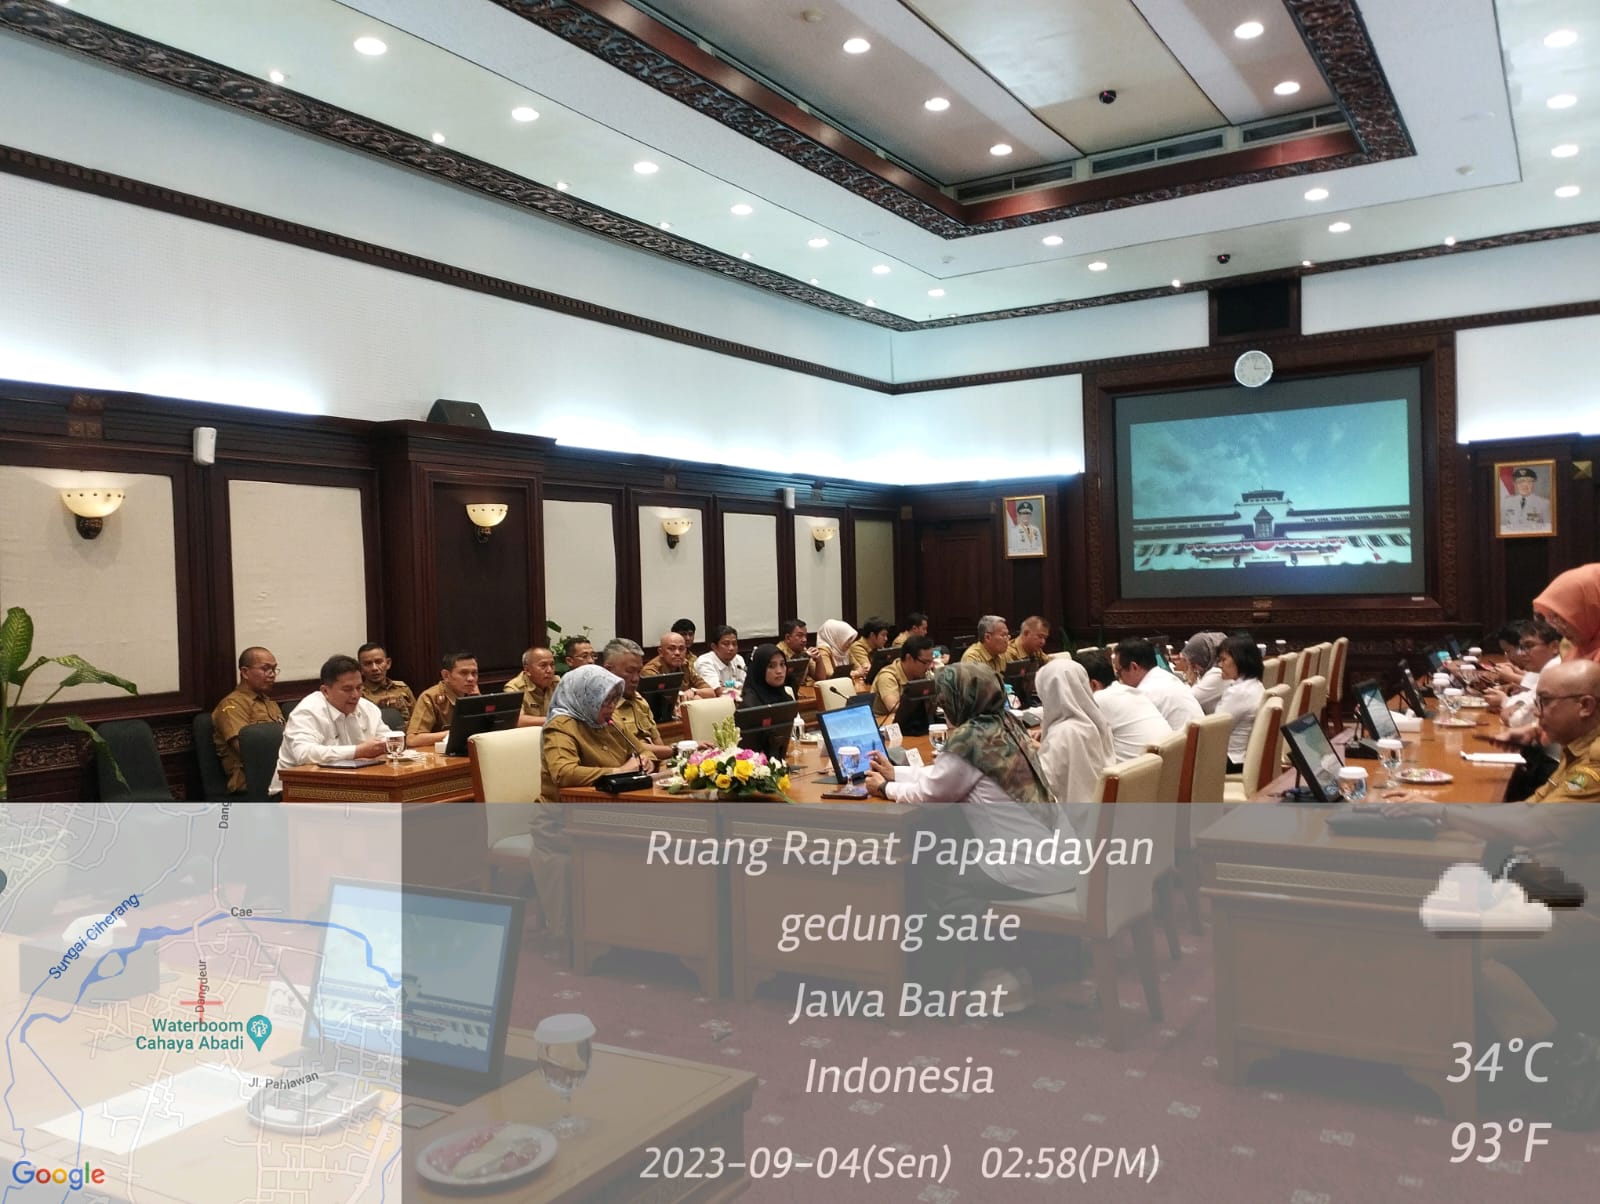 Ruang Rapat Papandayan
gedung sate
Jawa Barat
Indonesia
2023-09-04(Sen) 02:58(PM)
34°C
93°F
Dang
Cae
Sungai Ciherang
Dangdeur
Waterboom
Cahaya Abadi
Jl. Pahlawan
Google